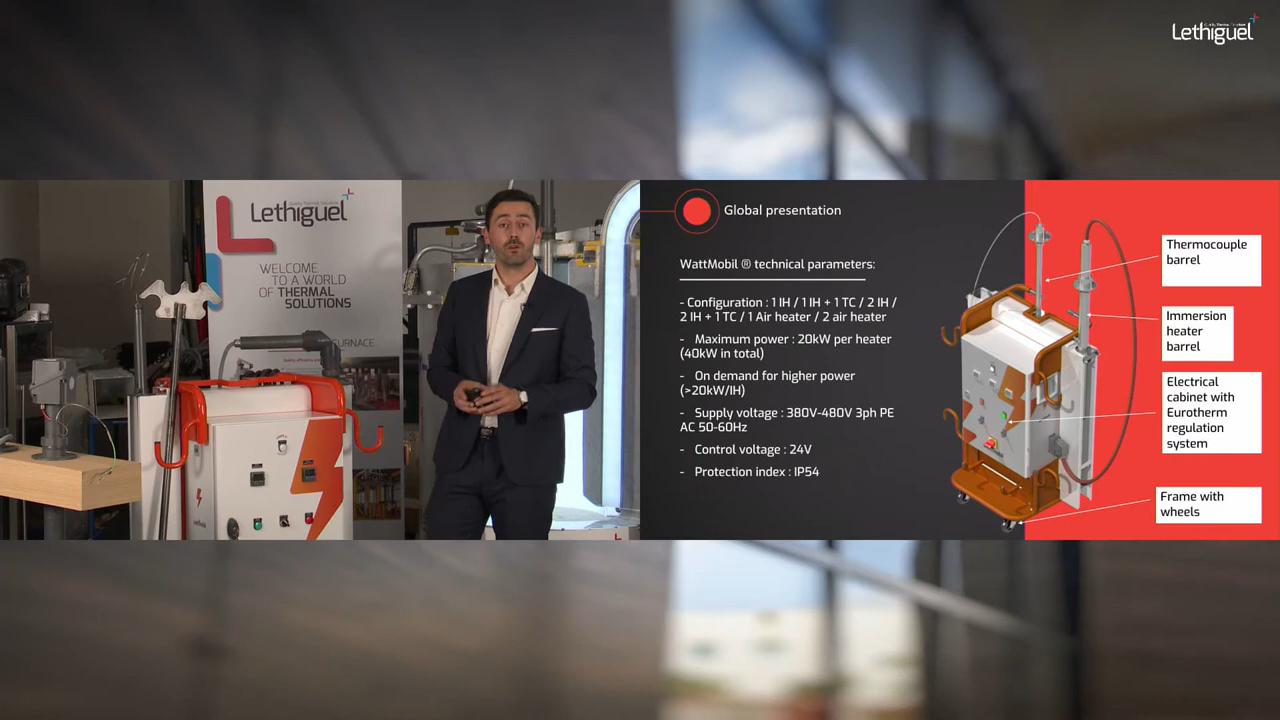 Lethiguel
Lethiguel
WELCOME
TO A WORLD
OF THERMAL
SOLUTIONS
Global presentation
WattMobil ® technical parameters:
- Configuration : 1 IH / 1 IH + 1 TC / 2 IH /
2 IH + 1 TC / 1 Air heater / 2 air heater
- Maximum power : 20kW per heater
(40kW in total)
- On demand for higher power
(>20kW/IH)
- Supply voltage : 380V-480V 3ph PE
AC 50-60Hz
- Control voltage : 24V
- Protection index : IP54
Thermocouple
barrel
Immersion
heater
barrel
Electrical
cabinet with
Eurotherm
regulation
system
Frame with
wheels